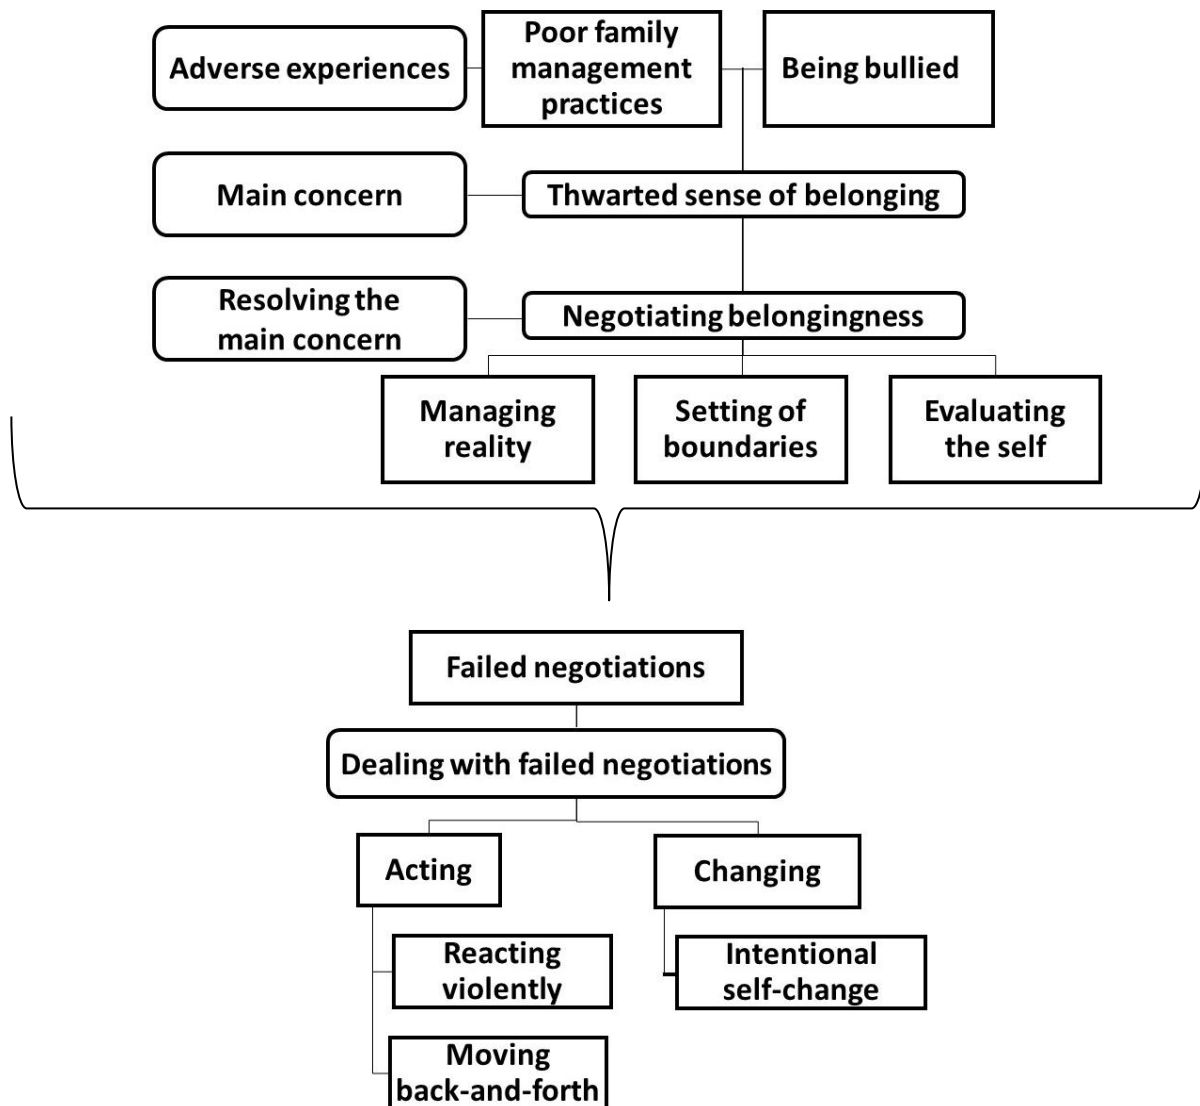 Adverse experiences
Poor family
management
practices
Being bullied
Main concern
Thwarted sense of belonging
Resolving the
main concern
Negotiating belongingness
Managing
reality
Setting of
boundaries
Evaluating
the self
Failed negotiations
Dealing with failed negotiations
Acting
Changing
Reacting
violently
Intentional
self-change
Moving
back-and-forth